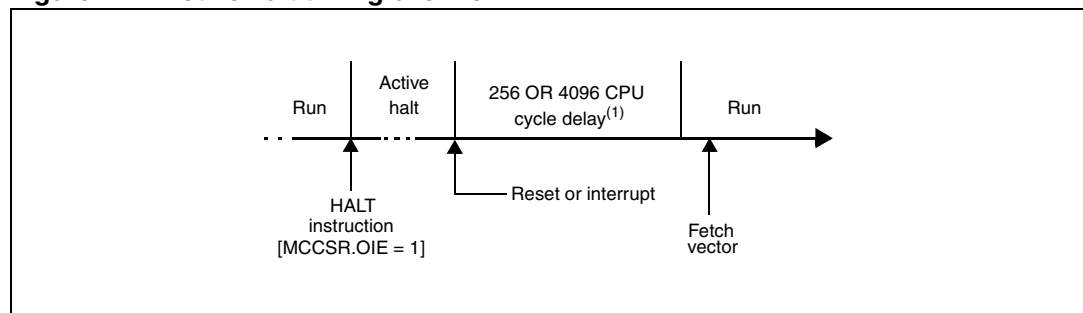 Run
Active
halt
256 OR 4096 CPU
cycle delay(1)
Run
HALT
instruction
[MCCSR.OIE = 1]
Reset or interrupt
Fetch
vector